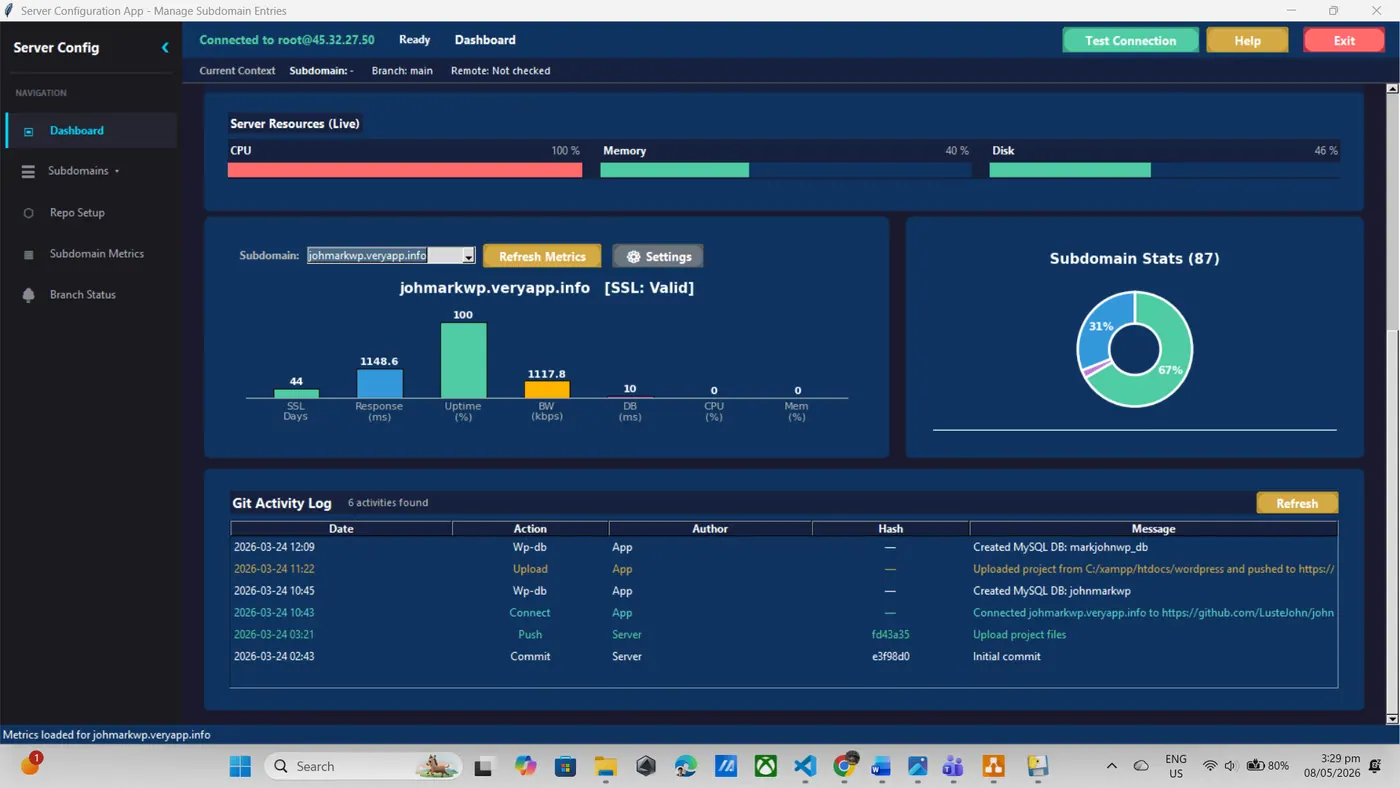 Server Configuration App - Manage Subdomain Entries
Server Config
Connected to root@45.32.27.50 Ready Dashboard Test Connection Help Exit
Current Context Subdomain: - Branch: main Remote: Not checked
NAVIGATION
Dashboard
Subdomains
Repo Setup
Subdomain Metrics
Branch Status
Server Resources (Live)
CPU 100 % Memory 40 % Disk 46 %
Subdomain: johmarkwp.veryapp.info Refresh Metrics Settings
johmarkwp.veryapp.info [SSL: Valid]
44 1148.6 100 1117.8 10 0 0
SSL Response Uptime BW DB CPU Mem
Days (ms) (%) (kbps) (ms) (%) (%)
Subdomain Stats (87)
31%
67%
Git Activity Log 6 activities found Refresh
Date Action Author Hash Message
2026-03-24 12:09 Wp-db App — Created MySQL DB: markjohnwp_db
2026-03-24 11:22 Upload App — Uploaded project from C:/xampp/htdocs/wordpress and pushed to https://
2026-03-24 10:45 Wp-db App — Created MySQL DB: johnmarkwp
2026-03-24 10:43 Connect App — Connected johmarkwp.veryapp.info to https://github.com/LusteJohn/john
2026-03-24 03:21 Push Server fd43a35 Upload project files
2026-03-24 02:43 Commit Server e3f98d0 Initial commit
Metrics loaded for johmarkwp.veryapp.info
1 Search ENG 80% 3:29 pm
US 08/05/2026